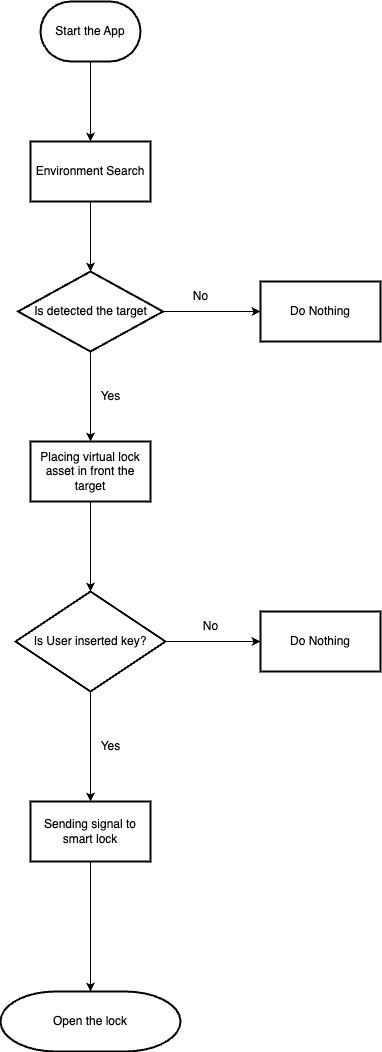 Start the App
Environment Search
Is detected the target
No
Do Nothing
Yes
Placing virtual lock
asset in front the
target
Is User inserted key?
No
Do Nothing
Yes
Sending signal to
smart lock
Open the lock